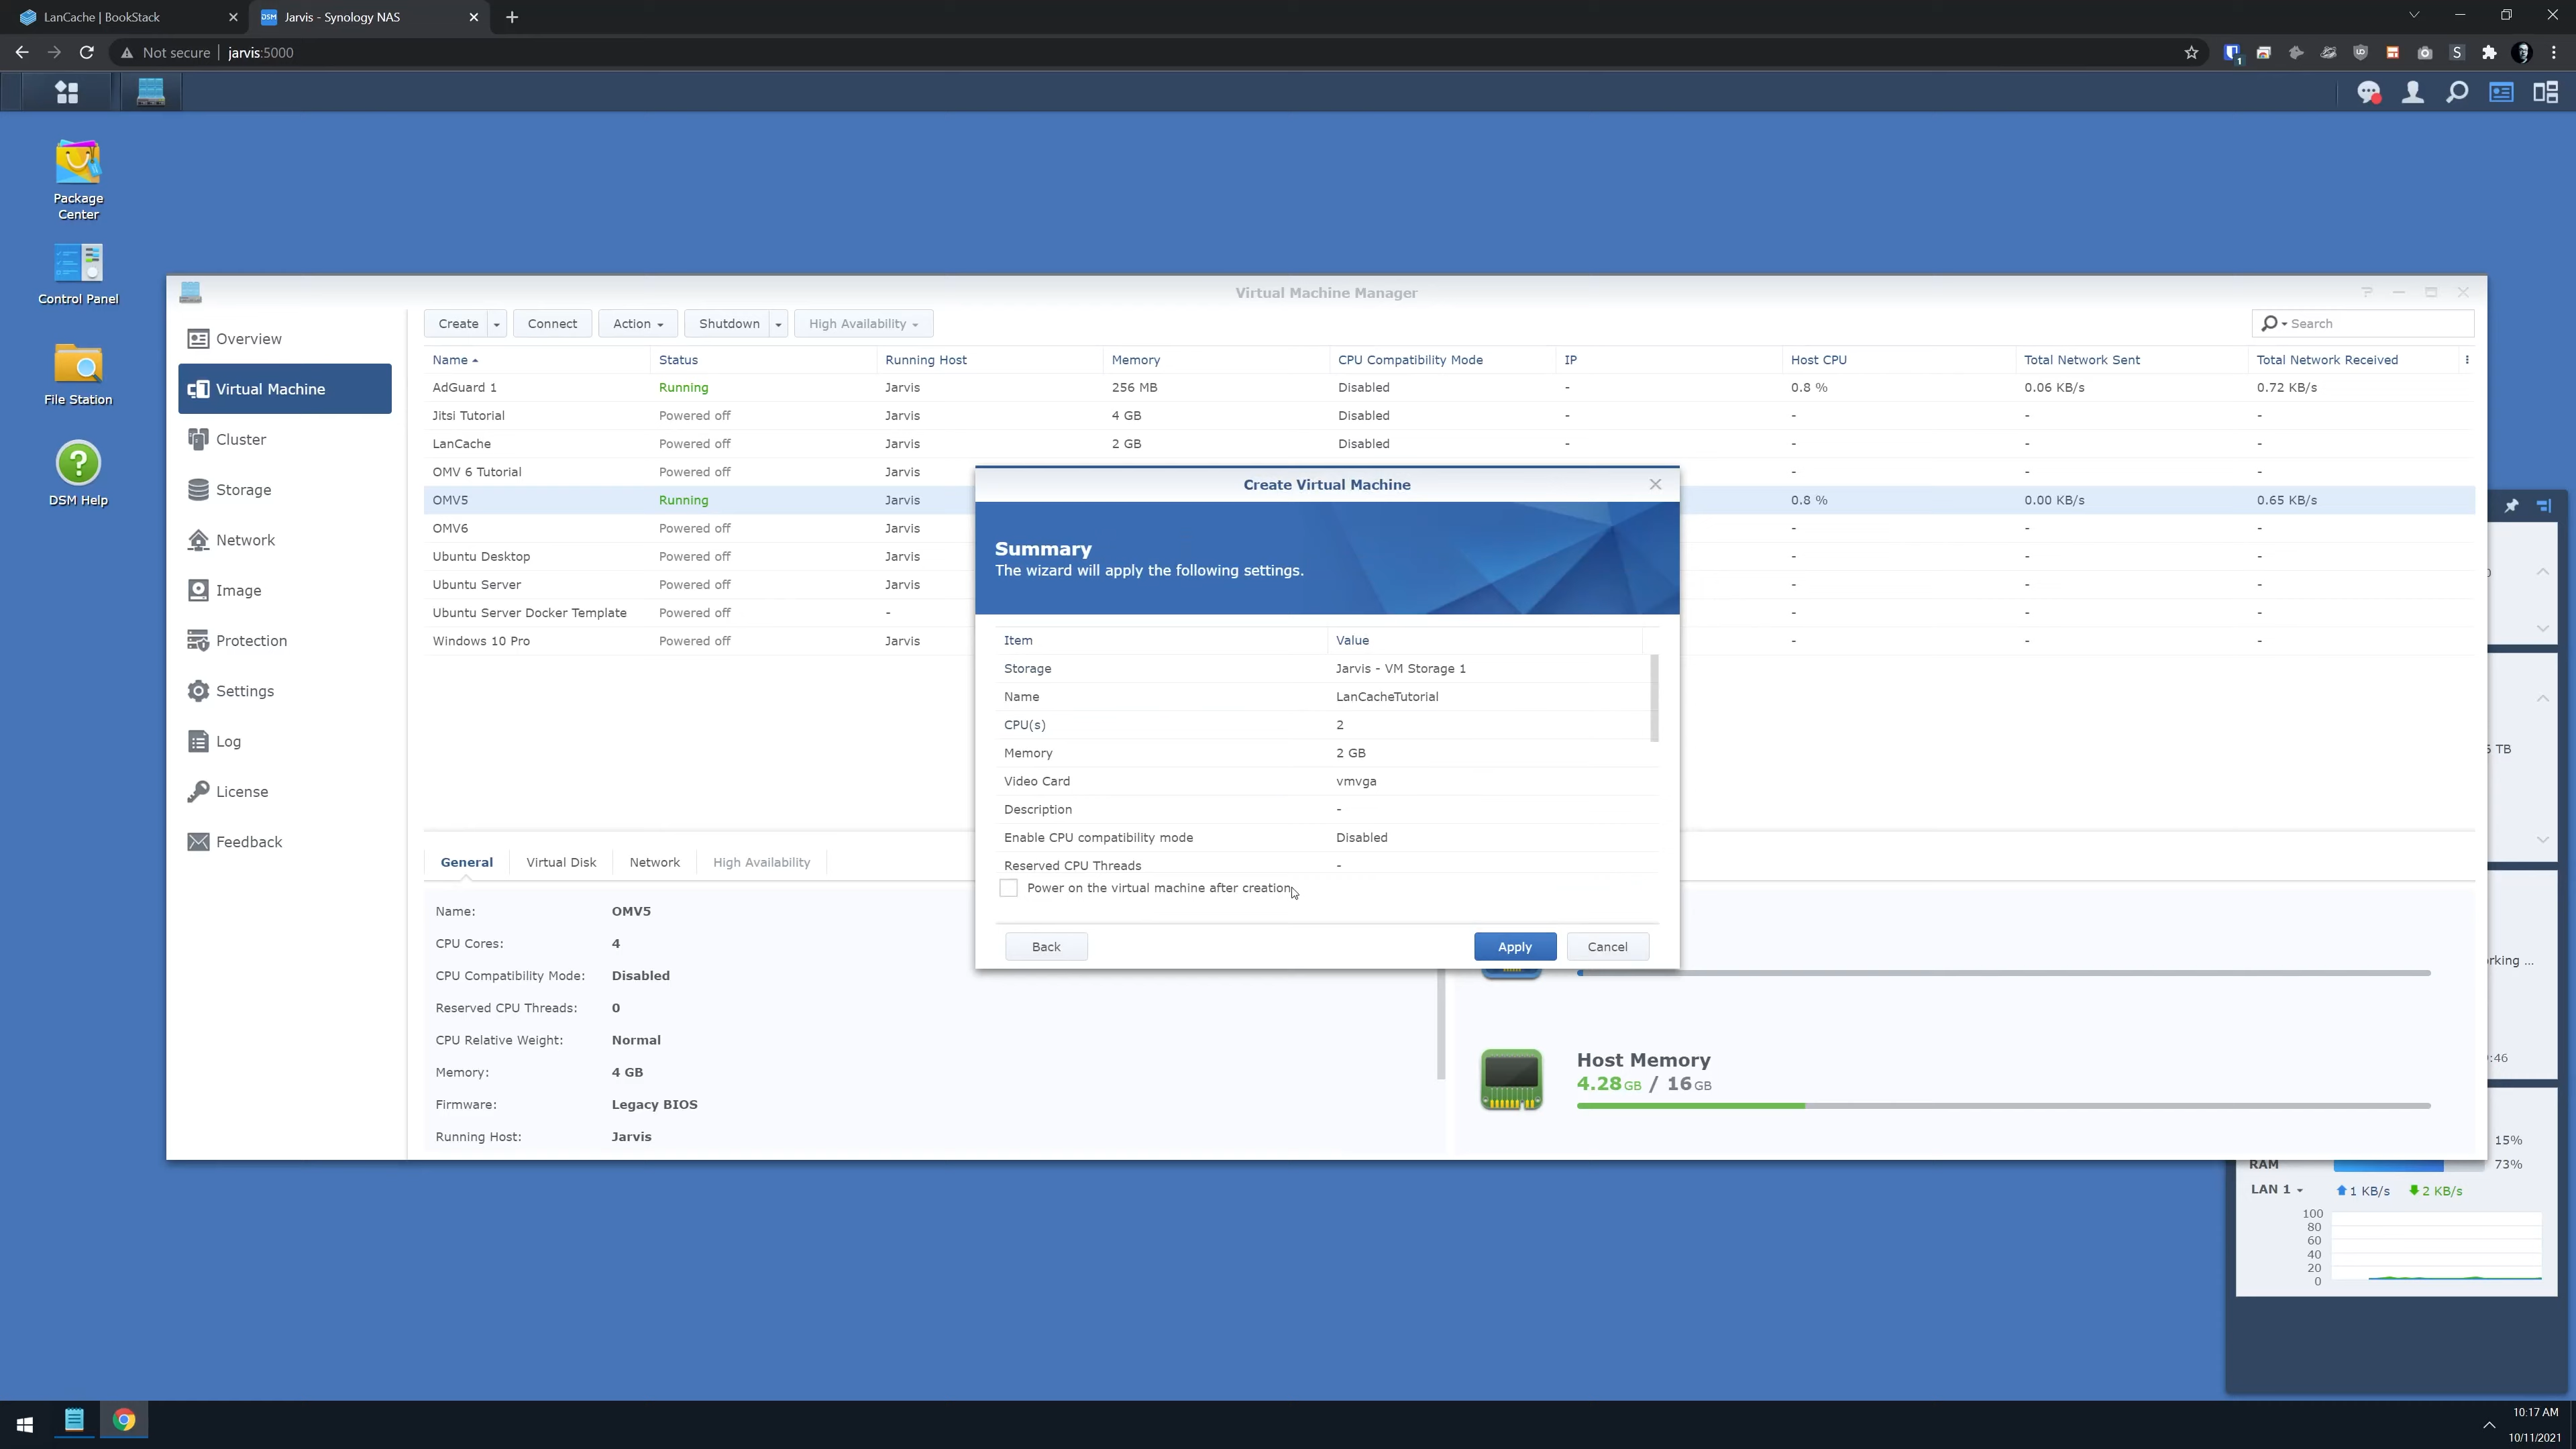 LanCache | BookStack
Jarvis - Synology NAS
Not secure | jarvis:5000
Package Center
Control Panel
File Station
DSM Help
Virtual Machine Manager
Overview
Virtual Machine
Cluster
Storage
Network
Image
Protection
Settings
Log
License
Feedback
Create Connect Action Shutdown High Availability Search
Name Status Running Host Memory CPU Compatibility Mode IP Host CPU Total Network Sent Total Network Received
AdGuard 1 Running Jarvis 256 MB Disabled - 0.8 % 0.06 KB/s 0.72 KB/s
Jitsi Tutorial Powered off Jarvis 4 GB Disabled - - - -
LanCache Powered off Jarvis 2 GB Disabled - - - -
OMV 6 Tutorial Powered off Jarvis - - -
OMV5 Running Jarvis 0.8 % 0.00 KB/s 0.65 KB/s
OMV6 Powered off Jarvis - - -
Ubuntu Desktop Powered off Jarvis - - -
Ubuntu Server Powered off Jarvis - - -
Ubuntu Server Docker Template Powered off - - - -
Windows 10 Pro Powered off Jarvis - - -
Create Virtual Machine
Summary
The wizard will apply the following settings.
Item Value
Storage Jarvis - VM Storage 1
Name LanCacheTutorial
CPU(s) 2
Memory 2 GB
Video Card vmvga
Description -
Enable CPU compatibility mode Disabled
Reserved CPU Threads -
Power on the virtual machine after creation
Back Apply Cancel
General Virtual Disk Network High Availability
Name: OMV5
CPU Cores: 4
CPU Compatibility Mode: Disabled
Reserved CPU Threads: 0
CPU Relative Weight: Normal
Memory: 4 GB
Firmware: Legacy BIOS
Running Host: Jarvis
Host Memory
4.28 GB / 16 GB
TB
rking ...
:46
15%
RAM 73%
LAN 1 1 KB/s 2 KB/s
100
80
60
40
20
0
10:17 AM
10/11/2021